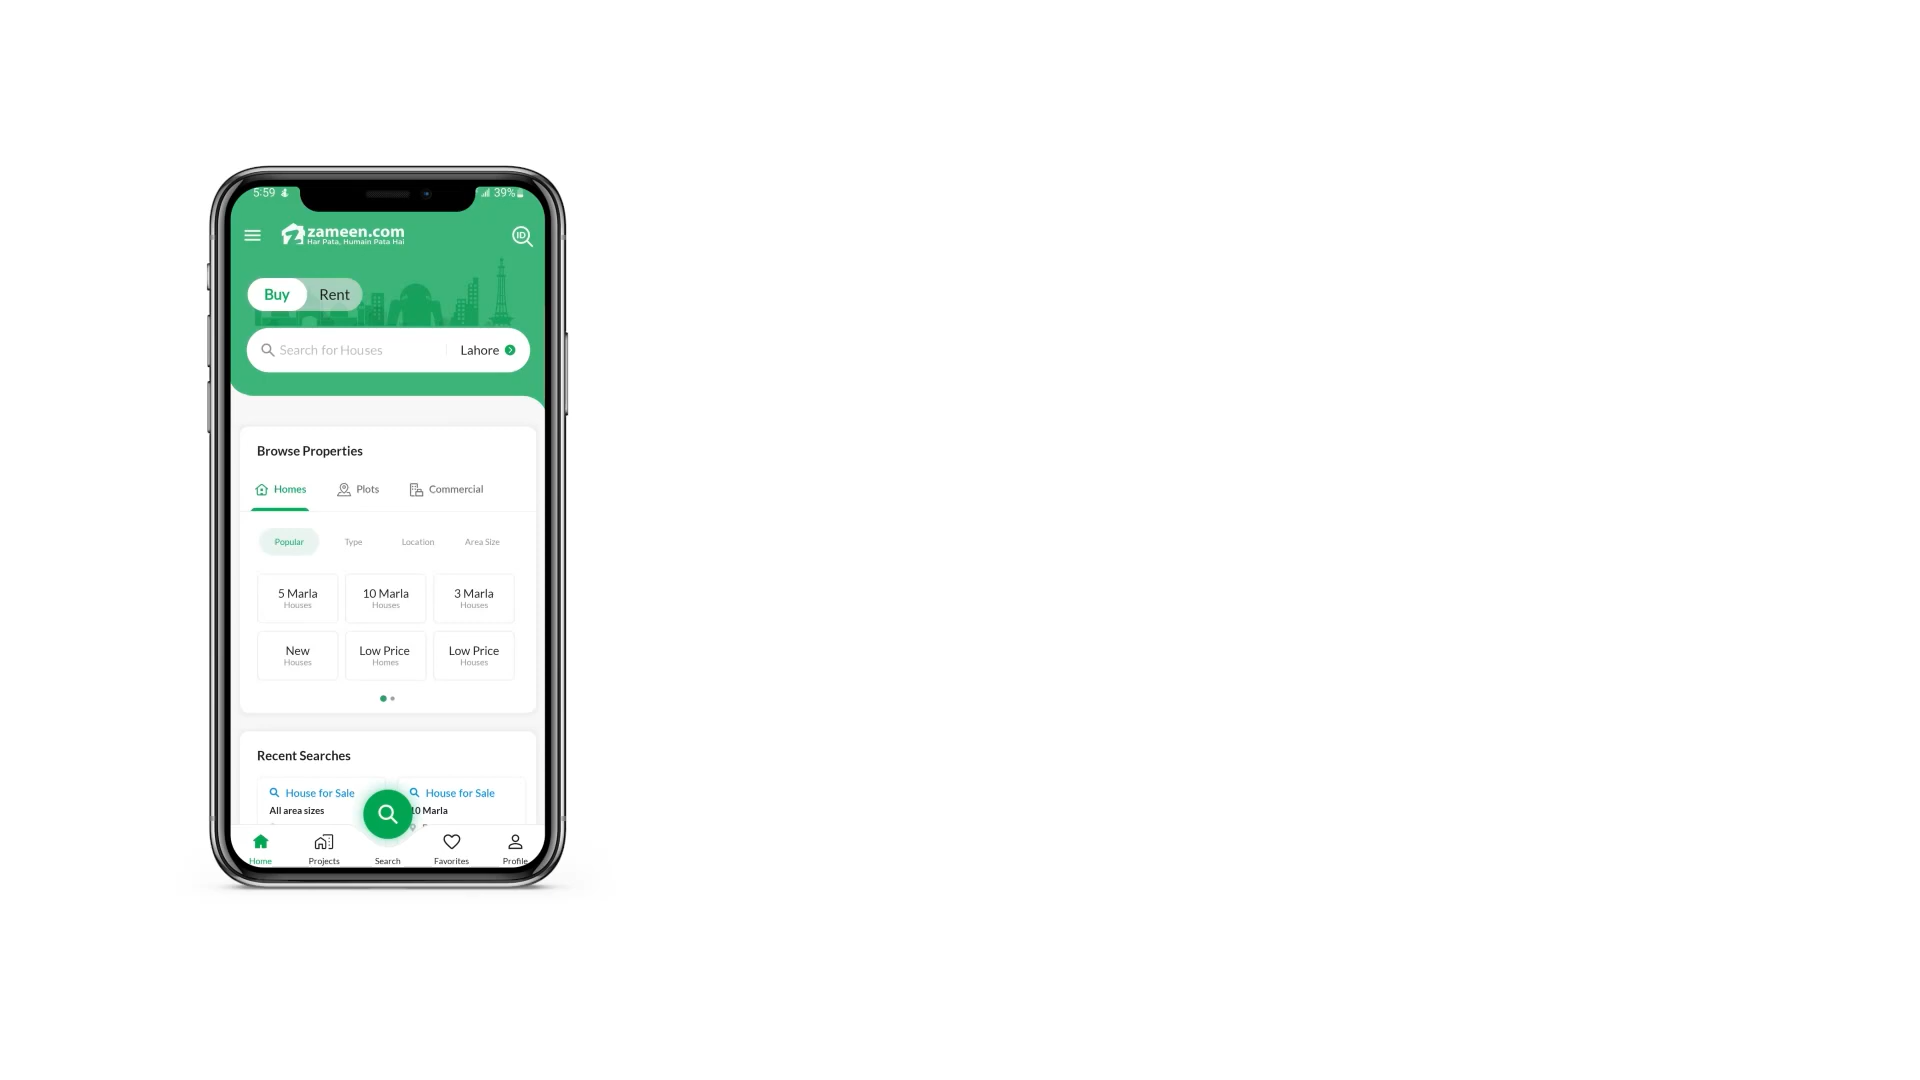 5:59
39%
zameen.com
Har Pata, Humain Pata Hai
ID
Buy Rent
Search for Houses Lahore
Browse Properties
Homes Plots Commercial
Popular Type Location Area Size
5 Marla 10 Marla 3 Marla
Houses Houses Houses
New Low Price Low Price
Houses Homes Houses
Recent Searches
House for Sale House for Sale
All area sizes 10 Marla
Home Projects Search Favorites Profile